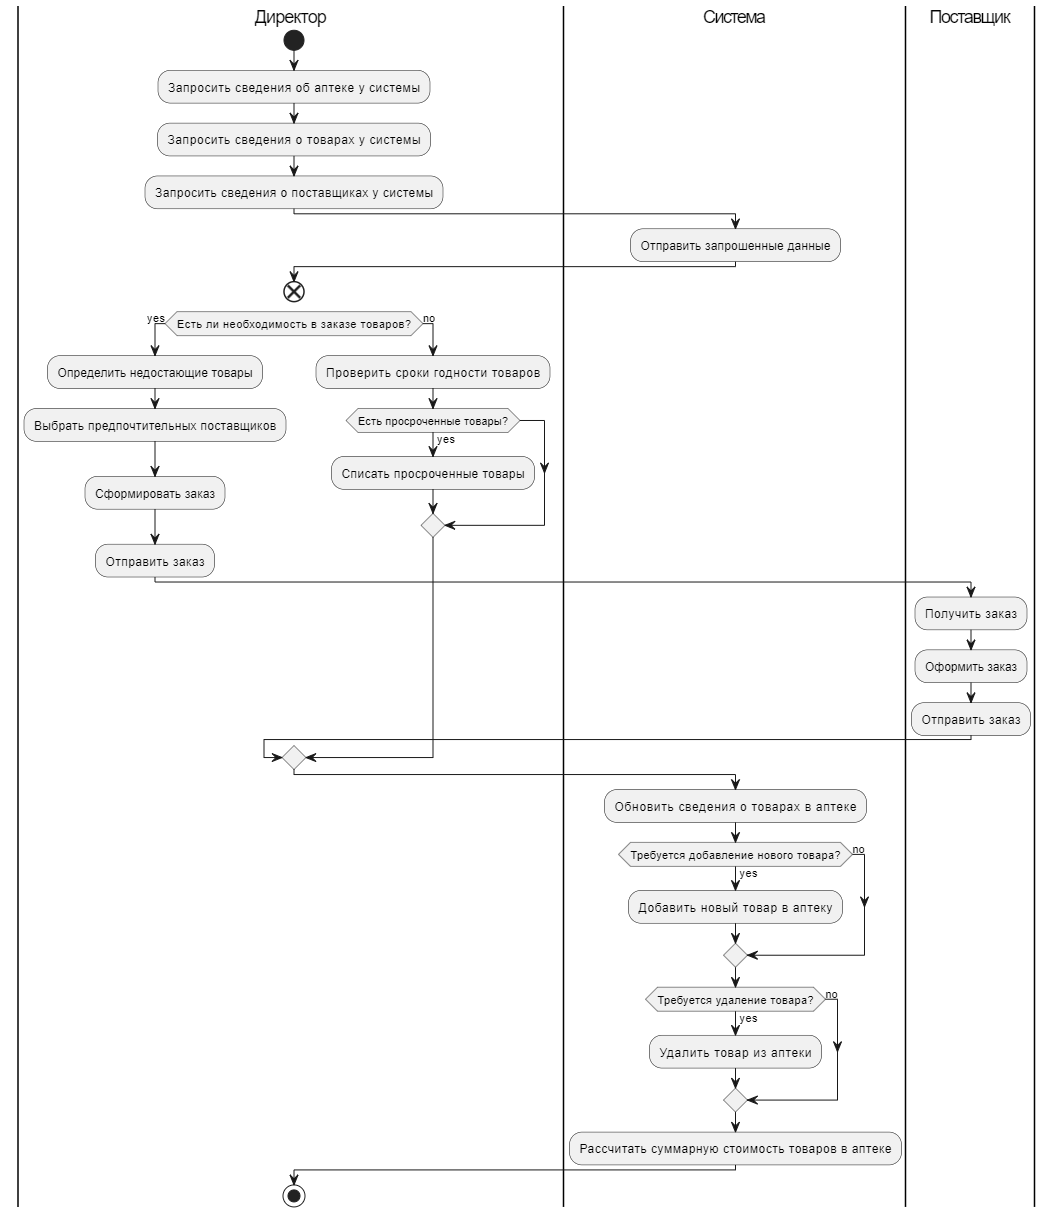 Директор
Система
Поставщик
Запросить сведения об аптеке у системы
Запросить сведения о товарах у системы
Запросить сведения о поставщиках у системы
Отправить запрошенные данные
yes
Есть ли необходимость в заказе товаров?
no
Определить недостающие товары
Проверить сроки годности товаров
Выбрать предпочтительных поставщиков
Есть просроченные товары?
yes
Списать просроченные товары
Сформировать заказ
Отправить заказ
Получить заказ
Оформить заказ
Отправить заказ
Обновить сведения о товарах в аптеке
Требуется добавление нового товара?
no
yes
Добавить новый товар в аптеку
Требуется удаление товара?
no
yes
Удалить товар из аптеки
Рассчитать суммарную стоимость товаров в аптеке